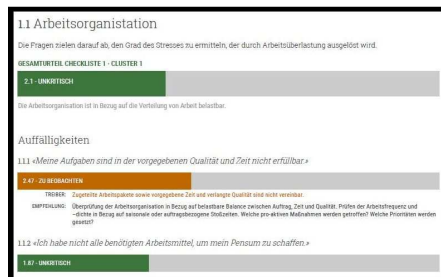 1.1 Arbeitsorganistation
Die Fragen zielen darauf ab, den Grad des Stresses zu ermitteln, der durch Arbeitsüberlastung ausgelöst wird.
GESAMTURTEIL CHECKLISTE 1 - CLUSTER 1
2.1 - UNKRITISCH
Die Arbeitsorganisation ist in Bezug auf die Verteilung von Arbeit belastbar.
Auffälligkeiten
1.1.1 «Meine Aufgaben sind in der vorgegebenen Qualität und Zeit nicht erfüllbar.»
2.47 - ZU BEOBACHTEN
TREIBER: Zugeteilte Arbeitspakete sowie vorgegebene Zeit und verlangte Qualität sind nicht vereinbar.
EMPFEHLUNG: Überprüfung der Arbeitsorganisation in Bezug auf belastbare Balance zwischen Auftrag, Zeit und Qualität. Prüfen der Arbeitsfrequenz und
–dichte in Bezug auf saisonale oder auftragsbezogene Stoßzeiten. Welche pro-aktiven Maßnahmen werden getroffen? Welche Prioritäten werden
gesetzt?
1.1.2 «Ich habe nicht alle benötigten Arbeitsmittel, um mein Pensum zu schaffen.»
1.87 - UNKRITISCH